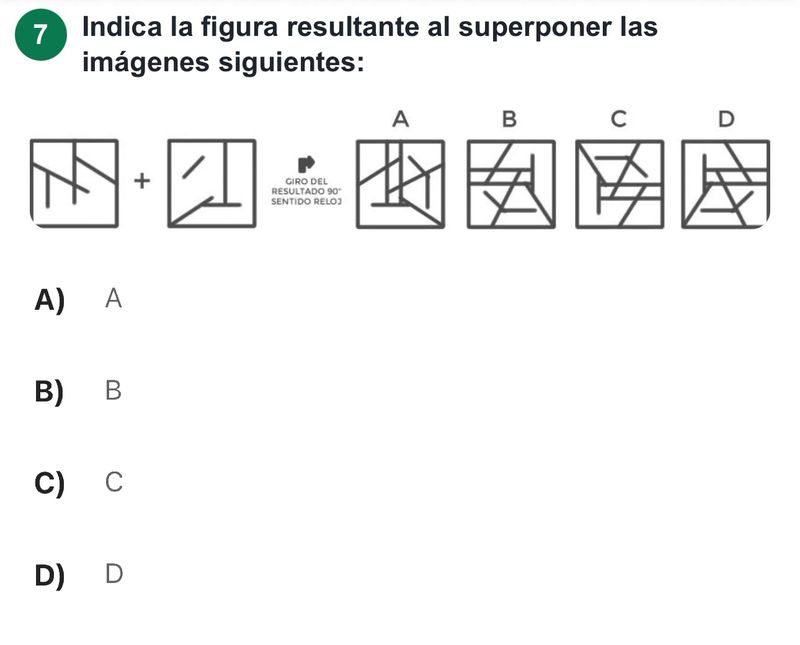 7 Indica la figura resultante al superponer las
imágenes siguientes:
A B C D
+
GIRO DEL
RESULTADO 90°
SENTIDO RELOJ
A) A
B) B
C) C
D) D